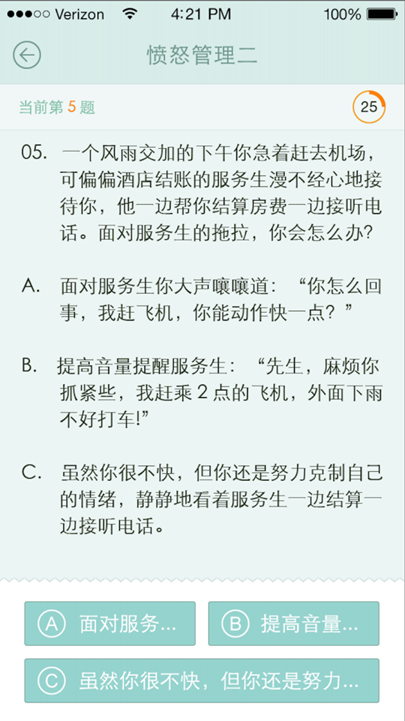 Verizon 4:21 PM 100%
愤怒管理二
当前第 5 题 25
05. 一个风雨交加的下午你急着赶去机场，
可偏偏酒店结账的服务生漫不经心地接
待你，他一边帮你结算房费一边接听电
话。面对服务生的拖拉，你会怎么办？
A. 面对服务生你大声嚷嚷道：“你怎么回
事，我赶飞机，你能动作快一点？”
B. 提高音量提醒服务生：“先生，麻烦你
抓紧些，我赶乘 2 点的飞机，外面下雨
不好打车!”
C. 虽然你很不快，但你还是努力克制自己
的情绪，静静地看着服务生一边结算一
边接听电话。
A 面对服务... B 提高音量...
C 虽然你很不快，但你还是努力...